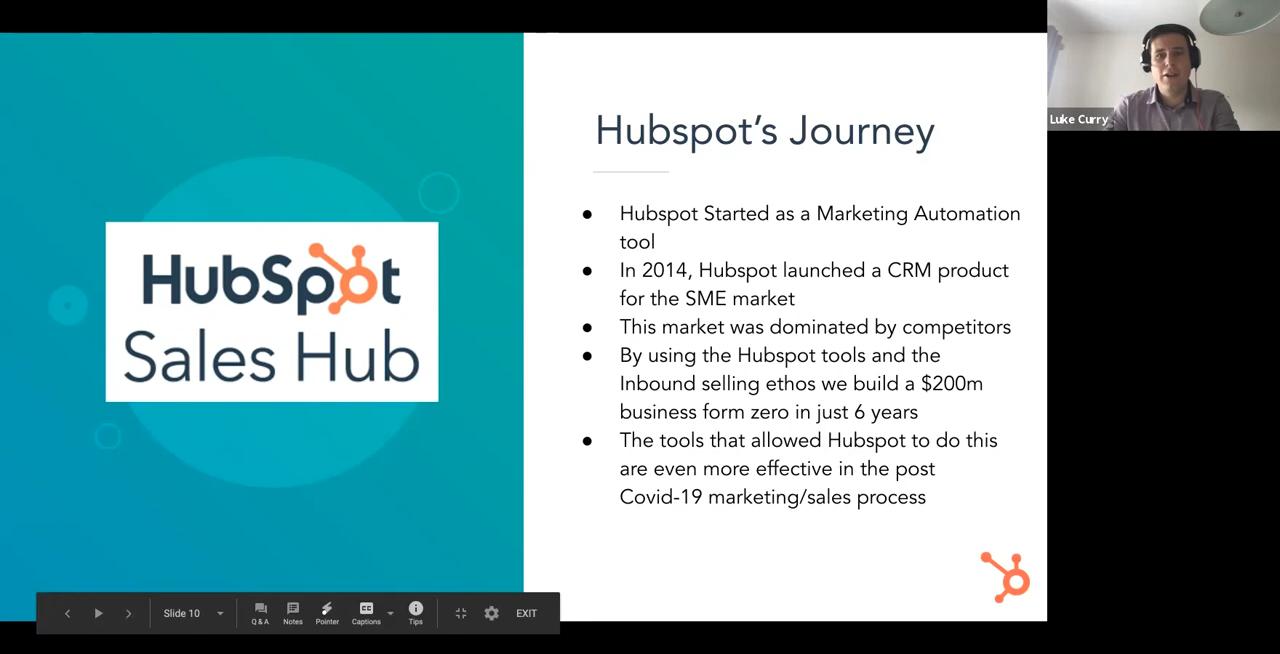 Hubspot's Journey
● Hubspot Started as a Marketing Automation
tool
● In 2014, Hubspot launched a CRM product
for the SME market
● This market was dominated by competitors
● By using the Hubspot tools and the
Inbound selling ethos we build a $200m
business form zero in just 6 years
● The tools that allowed Hubspot to do this
are even more effective in the post
Covid-19 marketing/sales process
HubSpot
Sales Hub
Luke Curry
Slide 10
Q & A
Notes
Pointer
CC
Captions
Tips
EXIT